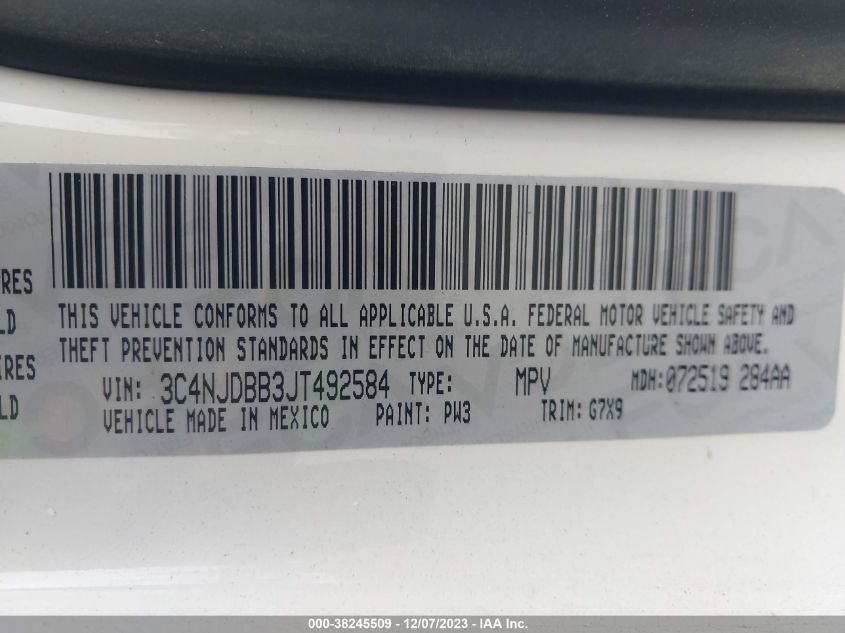 RES
LD
THIS VEHICLE CONFORMS TO ALL APPLICABLE U.S.A. FEDERAL MOTOR VEHICLE SAFETY AND
THEFT PREVENTION STANDARDS IN EFFECT ON THE DATE OF MANUFACTURE SHOWN ABOVE.
IRES
LD
VIN: 3C4NJDBB3JT492584 TYPE: MPV MDH: 072519 284AA
VEHICLE MADE IN MEXICO PAINT: PW3 TRIM: G7X9
000-38245509 - 12/07/2023 - IAA Inc.